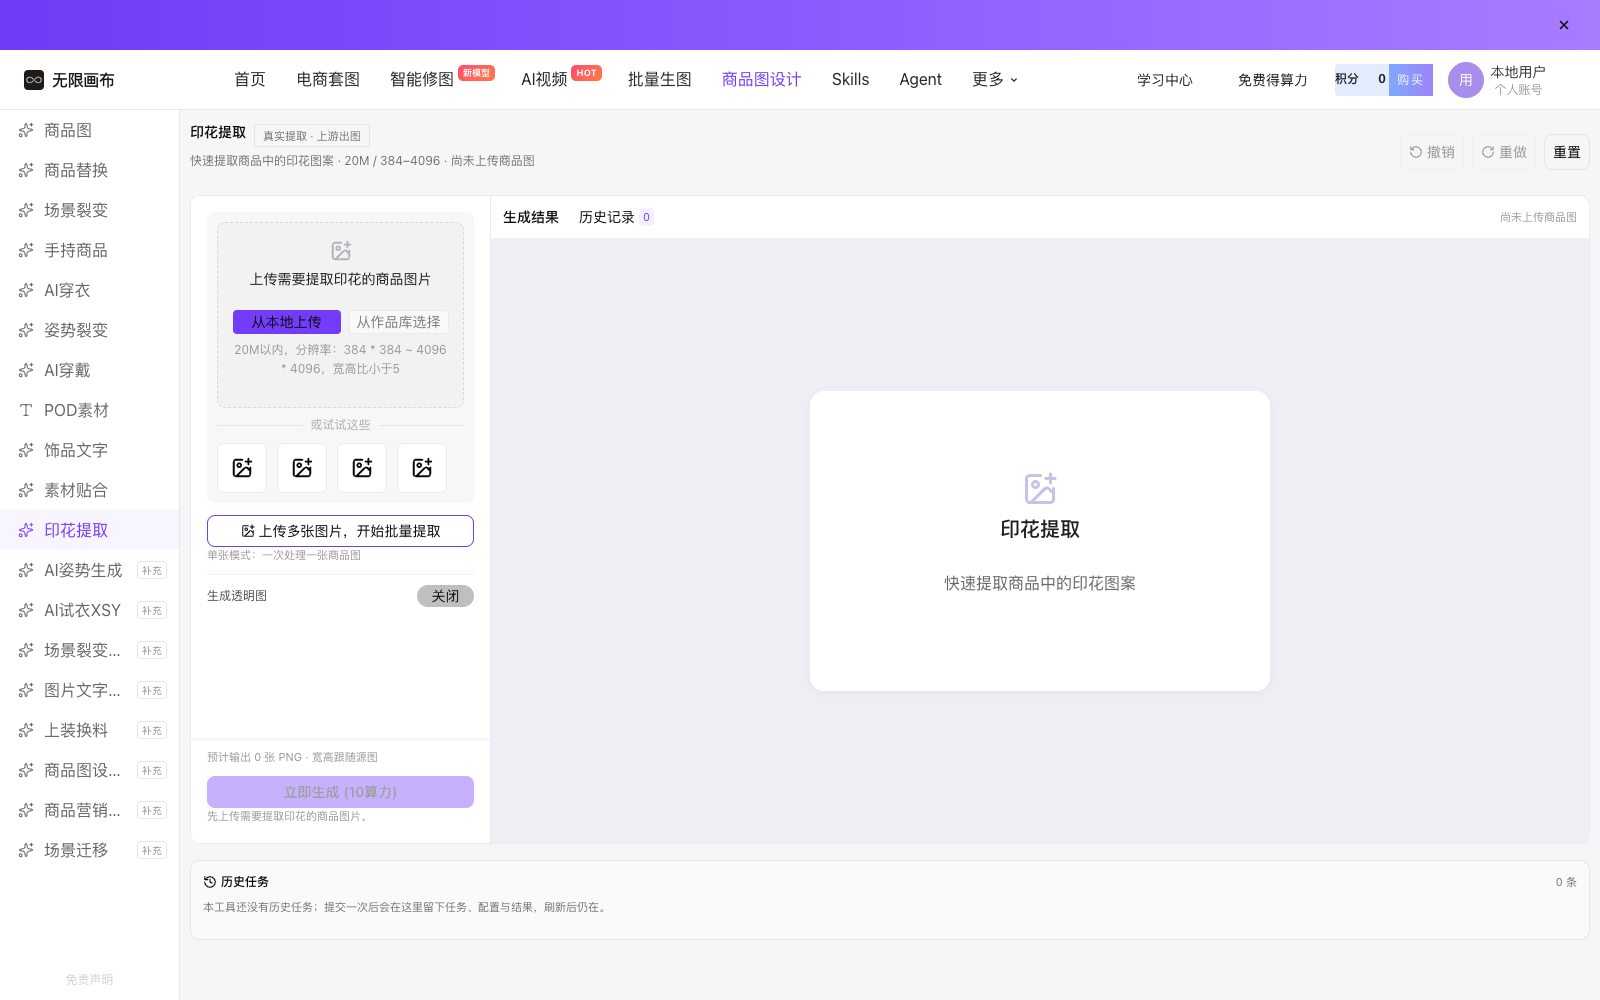 无限画布
首页
电商套图
智能修图
新模型
AI视频
HOT
批量生图
商品图设计
Skills
Agent
更多
学习中心
免费得算力
积分 0
购买
用
本地用户
个人账号
商品图
商品替换
场景裂变
手持商品
AI穿衣
姿势裂变
AI穿戴
POD素材
饰品文字
素材贴合
印花提取
AI姿势生成 补充
AI试衣XSY 补充
场景裂变... 补充
图片文字... 补充
上装换料 补充
商品图设... 补充
商品营销... 补充
场景迁移 补充
免责声明
印花提取 真实提取 · 上游出图
快速提取商品中的印花图案 · 20M / 384–4096 · 尚未上传商品图
撤销
重做
重置
上传需要提取印花的商品图片
从本地上传
从作品库选择
20M以内，分辨率：384 * 384 ~ 4096
* 4096，宽高比小于5
或试试这些
上传多张图片，开始批量提取
单张模式：一次处理一张商品图
生成透明图
关闭
预计输出 0 张 PNG · 宽高跟随源图
立即生成 (10算力)
先上传需要提取印花的商品图片。
生成结果
历史记录 0
尚未上传商品图
印花提取
快速提取商品中的印花图案
历史任务
0 条
本工具还没有历史任务；提交一次后会在这里留下任务、配置与结果，刷新后仍在。